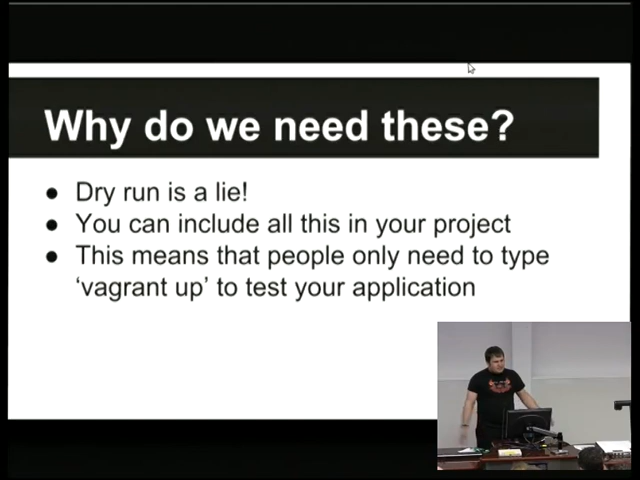 Why do we need these?
● Dry run is a lie!
● You can include all this in your project
● This means that people only need to type
‘vagrant up’ to test your application